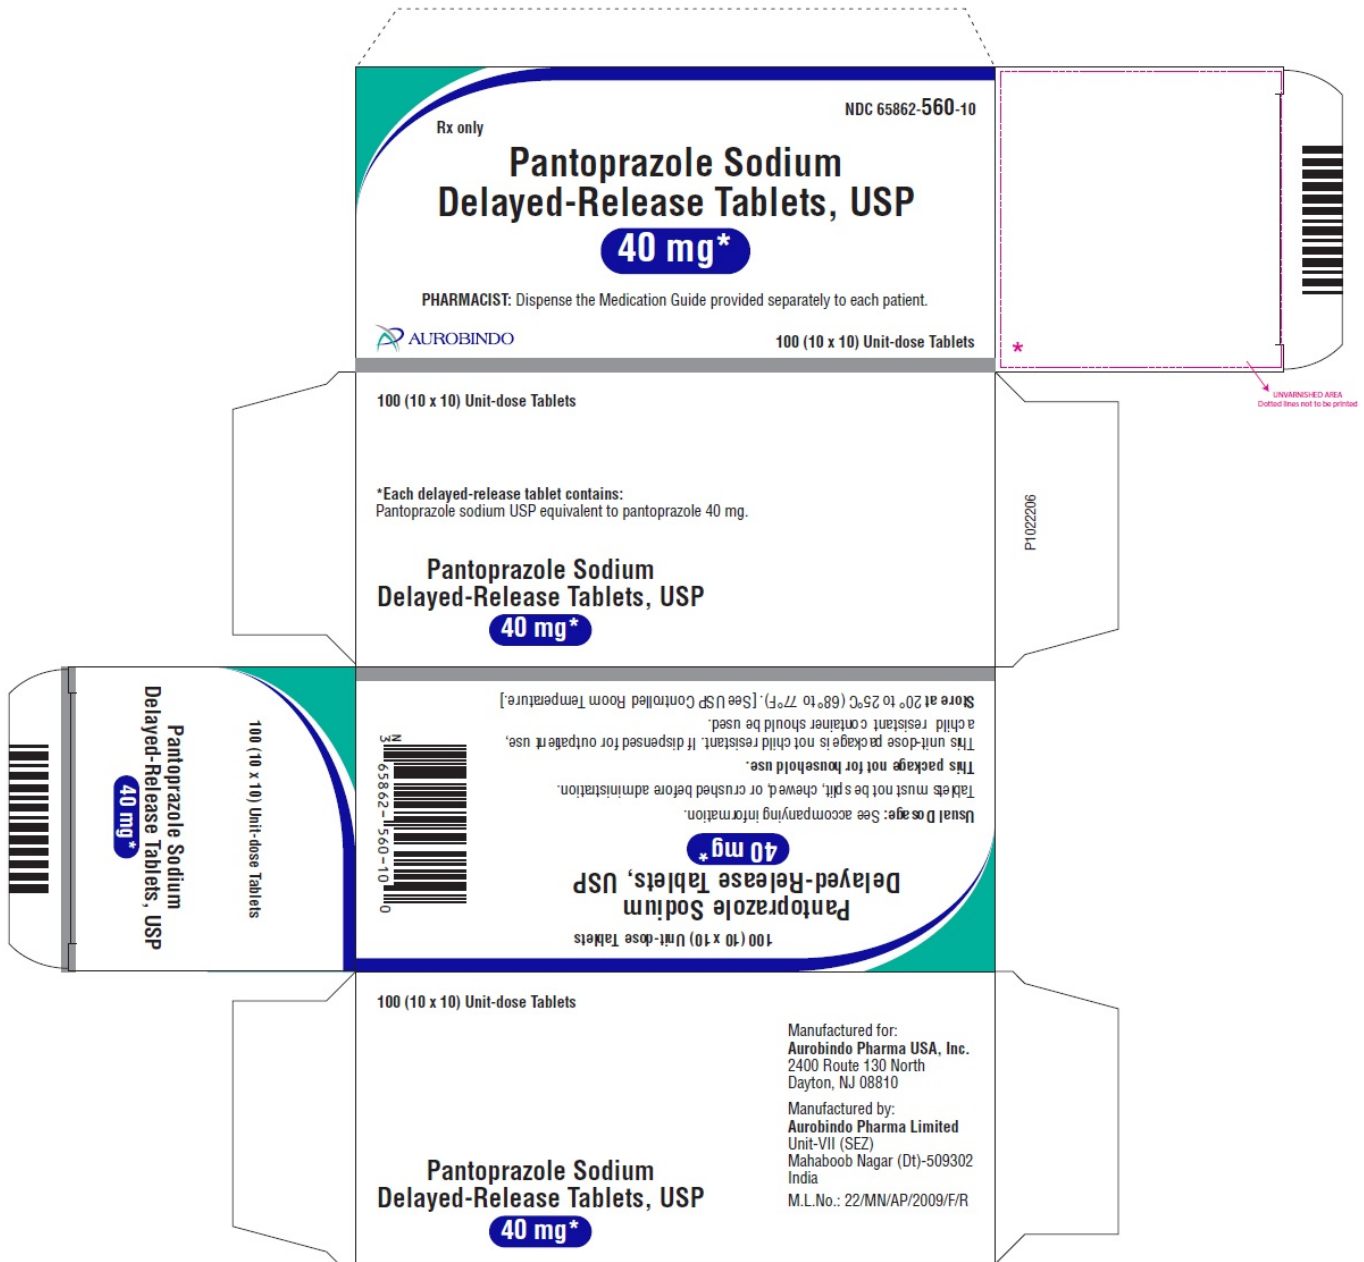 NDC 65862-560-10
Rx only
Pantoprazole Sodium
Delayed-Release Tablets, USP
40 mg*
PHARMACIST: Dispense the Medication Guide provided separately to each patient.
AUROBINDO
100 (10 x 10) Unit-dose Tablets
*
UNVARNISHED AREA
Dotted lines not to be printed
100 (10 x 10) Unit-dose Tablets
*Each delayed-release tablet contains:
Pantoprazole sodium USP equivalent to pantoprazole 40 mg.
Pantoprazole Sodium
Delayed-Release Tablets, USP
40 mg*
P1022206
100 (10 x 10) Unit-dose Tablets
Pantoprazole Sodium
Delayed-Release Tablets, USP
40 mg*
100 (10 x 10) Unit-dose Tablets
Pantoprazole Sodium
Delayed-Release Tablets, USP
40 mg*
Usual Dosage: See accompanying information.
Tablets must not be split, chewed, or crushed before administration.
This package not for household use.
This unit-dose package is not child resistant. If dispensed for outpatient use,
a child resistant container should be used.
Store at 20° to 25°C (68° to 77°F). [See USP Controlled Room Temperature.]
N
3 65862-560-10 0
100 (10 x 10) Unit-dose Tablets
Pantoprazole Sodium
Delayed-Release Tablets, USP
40 mg*
Manufactured for:
Aurobindo Pharma USA, Inc.
2400 Route 130 North
Dayton, NJ 08810
Manufactured by:
Aurobindo Pharma Limited
Unit-VII (SEZ)
Mahaboob Nagar (Dt)-509302
India
M.L.No.: 22/MN/AP/2009/F/R